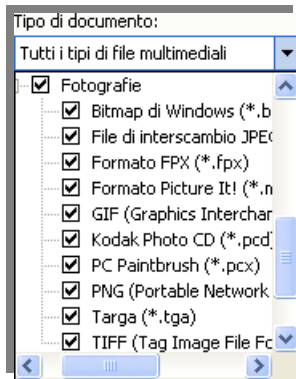 Tipo di documento:
Tutti i tipi di file multimediali
Fotografie
Bitmap di Windows (*.b
File di interscambio JPE
Formato FPX (*.fpx)
Formato Picture It! (*.n
GIF (Graphics Interchar
Kodak Photo CD (*.pcd
PC Paintbrush (*.pcx)
PNG (Portable Network
Targa (*.tga)
TIFF (Tag Image File Fo